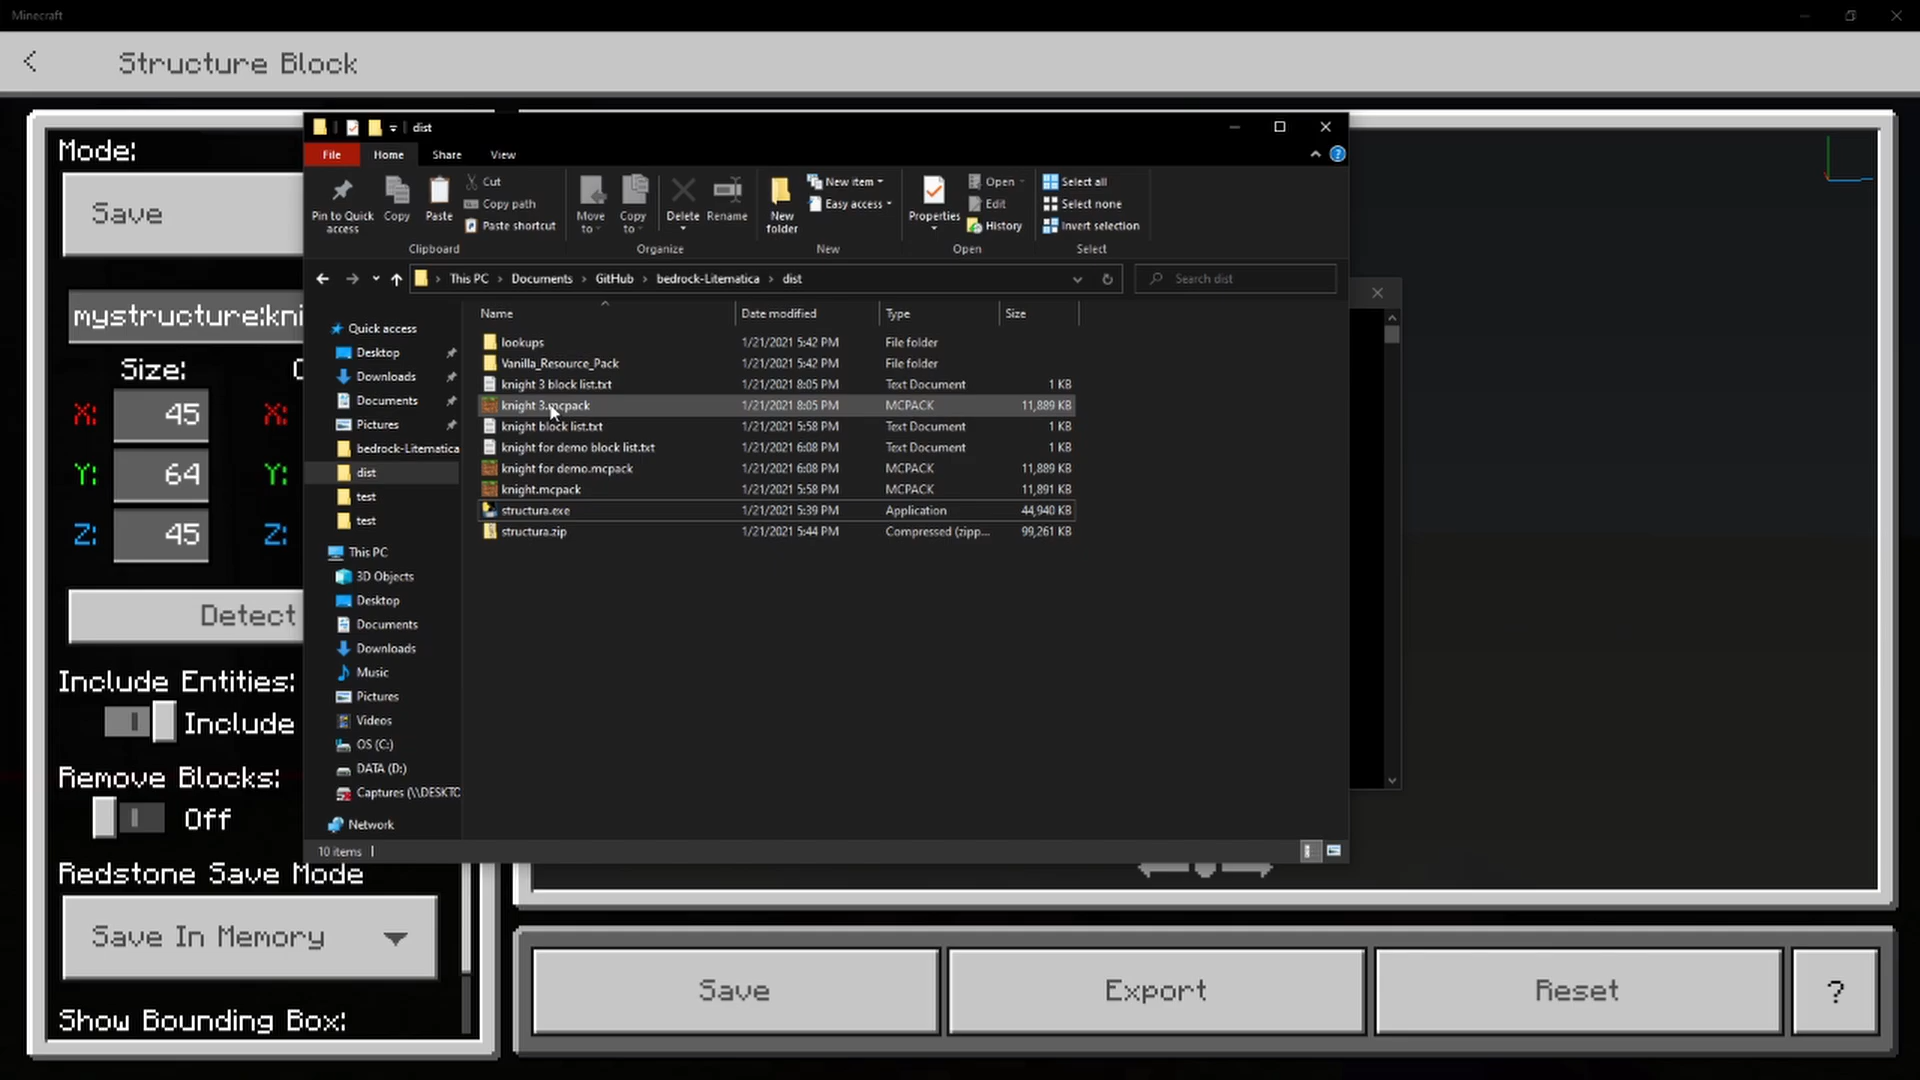 Minecraft
Structure Block
Mode:
Save
mystructure:kni
Size:
X: 45
Y: 64
Z: 45
X:
Y:
Z:
Detect
Include Entities:
Include
Remove Blocks:
Off
Redstone Save Mode
Save In Memory
Show Bounding Box:
dist
File Home Share View
Pin to Quick access
Copy
Paste
Cut
Copy path
Paste shortcut
Clipboard
Move to
Copy to
Delete
Rename
Organize
New folder
New item
Easy access
New
Properties
Open
Edit
History
Open
Select all
Select none
Invert selection
Select
This PC > Documents > GitHub > bedrock-Litematica > dist
Search dist
Name Date modified Type Size
lookups 1/21/2021 5:42 PM File folder
Vanilla_Resource_Pack 1/21/2021 5:42 PM File folder
knight 3 block list.txt 1/21/2021 8:05 PM Text Document 1 KB
knight 3.mcpack 1/21/2021 8:05 PM MCPACK 11,889 KB
knight block list.txt 1/21/2021 5:58 PM Text Document 1 KB
knight for demo block list.txt 1/21/2021 6:08 PM Text Document 1 KB
knight for demo.mcpack 1/21/2021 6:08 PM MCPACK 11,889 KB
knight.mcpack 1/21/2021 5:58 PM MCPACK 11,891 KB
structura.exe 1/21/2021 5:39 PM Application 44,940 KB
structura.zip 1/21/2021 5:44 PM Compressed (zipp... 99,261 KB
Quick access
Desktop
Downloads
Documents
Pictures
bedrock-Litematica
dist
test
test
This PC
3D Objects
Desktop
Documents
Downloads
Music
Pictures
Videos
OS (C:)
DATA (D:)
Captures (\\DESKTO
Network
10 items
Save
Export
Reset
?